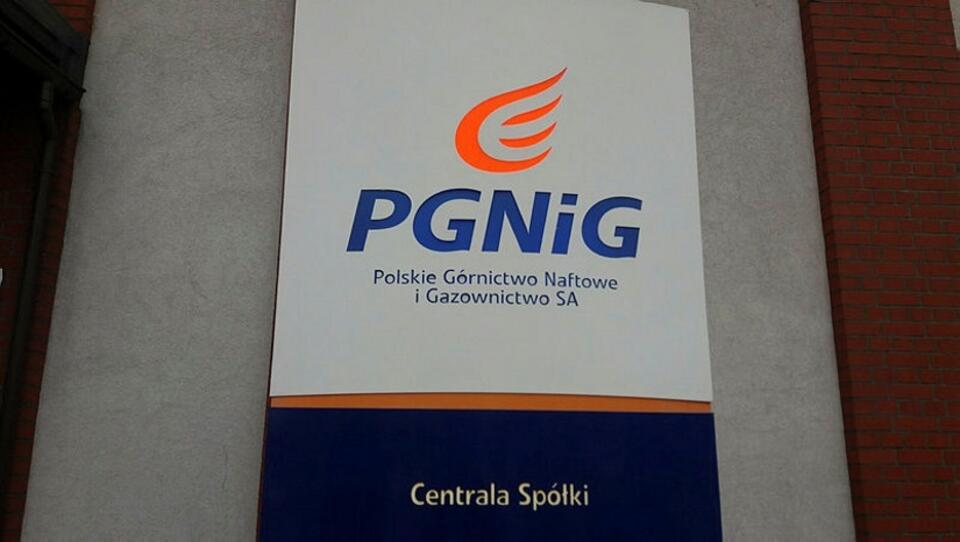 PGNiG
Polskie Górnictwo Naftowe
i Gazownictwo SA
Centrala Spółki